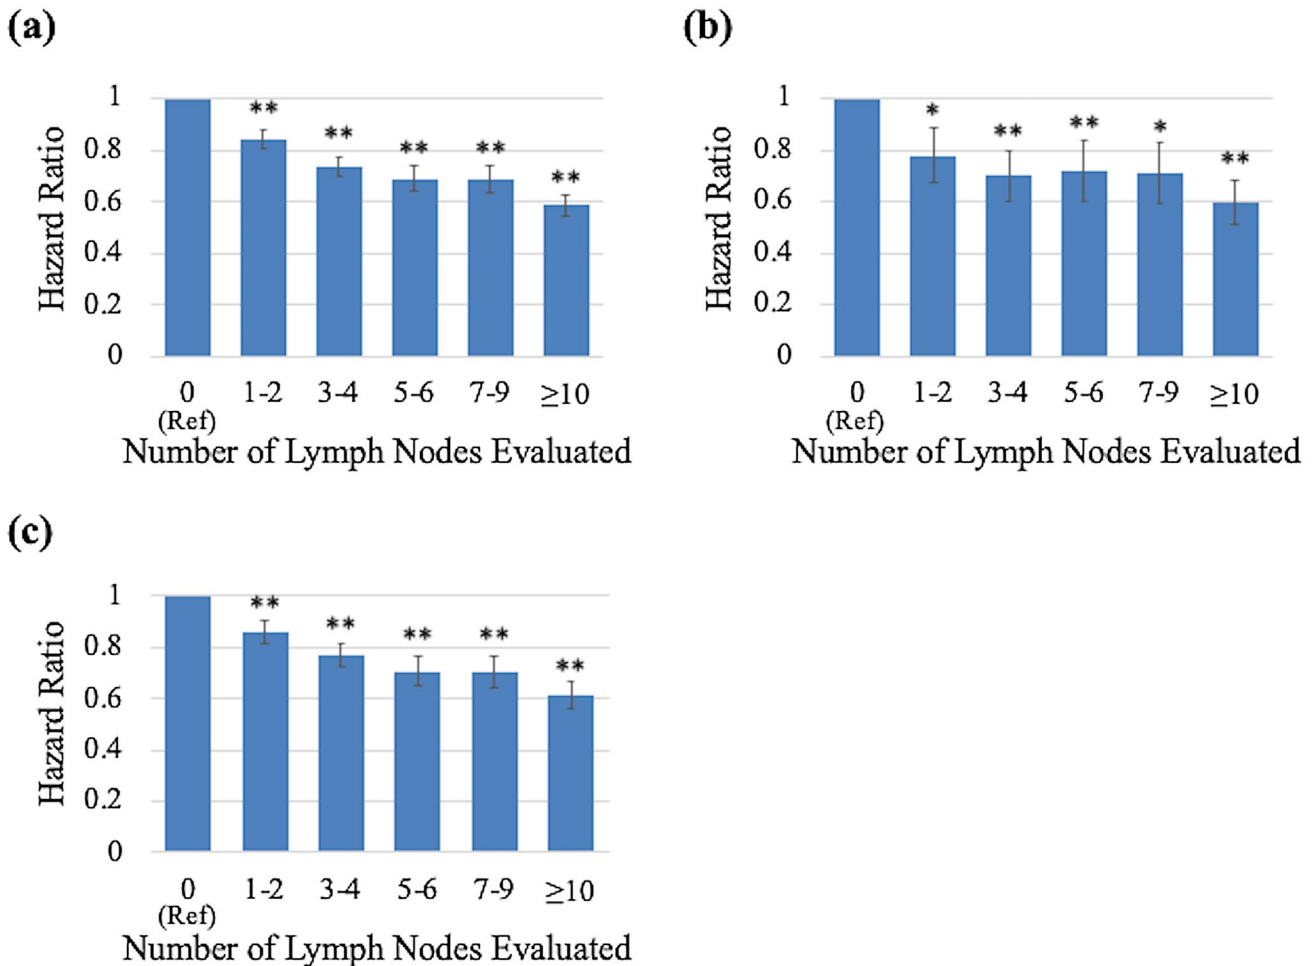 (a)
Hazard Ratio
1
0.8
0.6
0.4
0.2
0
**
**
**
**
**
0 1-2 3-4 5-6 7-9 ≥10
(Ref)
Number of Lymph Nodes Evaluated
(b)
Hazard Ratio
1
0.8
0.6
0.4
0.2
0
*
**
**
*
**
0 1-2 3-4 5-6 7-9 ≥10
(Ref)
Number of Lymph Nodes Evaluated
(c)
Hazard Ratio
1
0.8
0.6
0.4
0.2
0
**
**
**
**
**
0 1-2 3-4 5-6 7-9 ≥10
(Ref)
Number of Lymph Nodes Evaluated